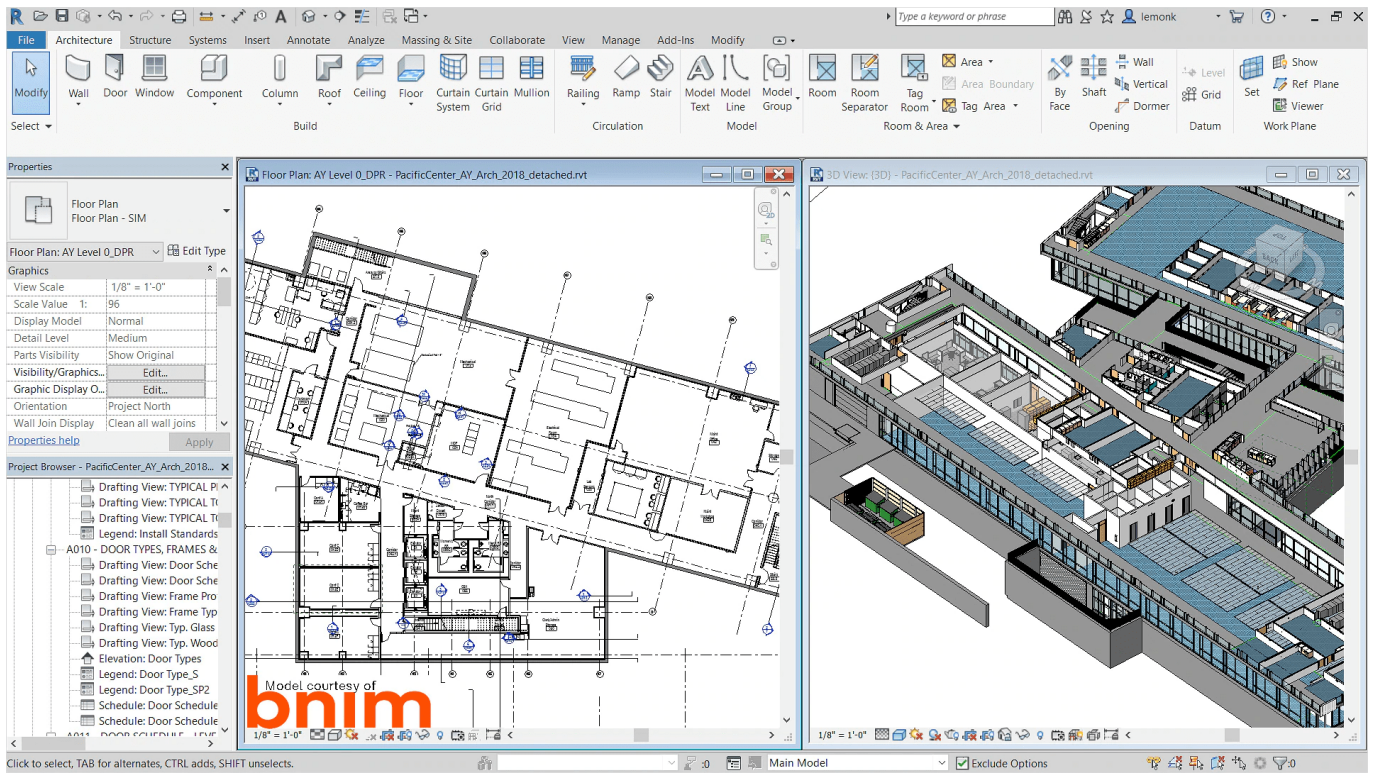 Type a keyword or phrase
lemonk
File Architecture Structure Systems Insert Annotate Analyze Massing & Site Collaborate View Manage Add-Ins Modify
Modify Wall Door Window Component Column Roof Ceiling Floor Curtain System Curtain Grid Mullion Railing Ramp Stair Model Text Model Line Model Group Room Room Separator Tag Room Area Area Boundary Tag Area By Face Shaft Wall Vertical Dormer Level Grid Set Show Ref Plane Viewer
Select Build Circulation Model Room & Area Opening Datum Work Plane
Properties
Floor Plan
Floor Plan - SIM
Floor Plan: AY Level 0_DPR
Edit Type
Graphics
View Scale 1/8" = 1'-0"
Scale Value 1: 96
Display Model Normal
Detail Level Medium
Parts Visibility Show Original
Visibility/Graphics... Edit...
Graphic Display O... Edit...
Orientation Project North
Wall Join Display Clean all wall joins
Properties help Apply
Project Browser - PacificCenter_AY_Arch_2018...
Drafting View: TYPICAL
Drafting View: TYPICAL
Drafting View: TYPICAL
Legend: Install Standards
A010 - DOOR TYPES, FRAMES &
Drafting View: Door Sche
Drafting View: Door Sche
Drafting View: Frame Pro
Drafting View: Frame Typ
Drafting View: Typ. Glass
Drafting View: Typ. Wood
Elevation: Door Types
Legend: Door Type_S
Legend: Door Type_SP2
Schedule: Door Schedule
Schedule: Door Schedule
Floor Plan: AY Level 0_DPR - PacificCenter_AY_Arch_2018_detached.rvt
Model courtesy of
bnim
1/8" = 1'-0"
3D View: {3D} - PacificCenter_AY_Arch_2018_detached.rvt
1/8" = 1'-0"
Click to select, TAB for alternates, CTRL adds, SHIFT unselects.
:0
Main Model
Exclude Options
:0